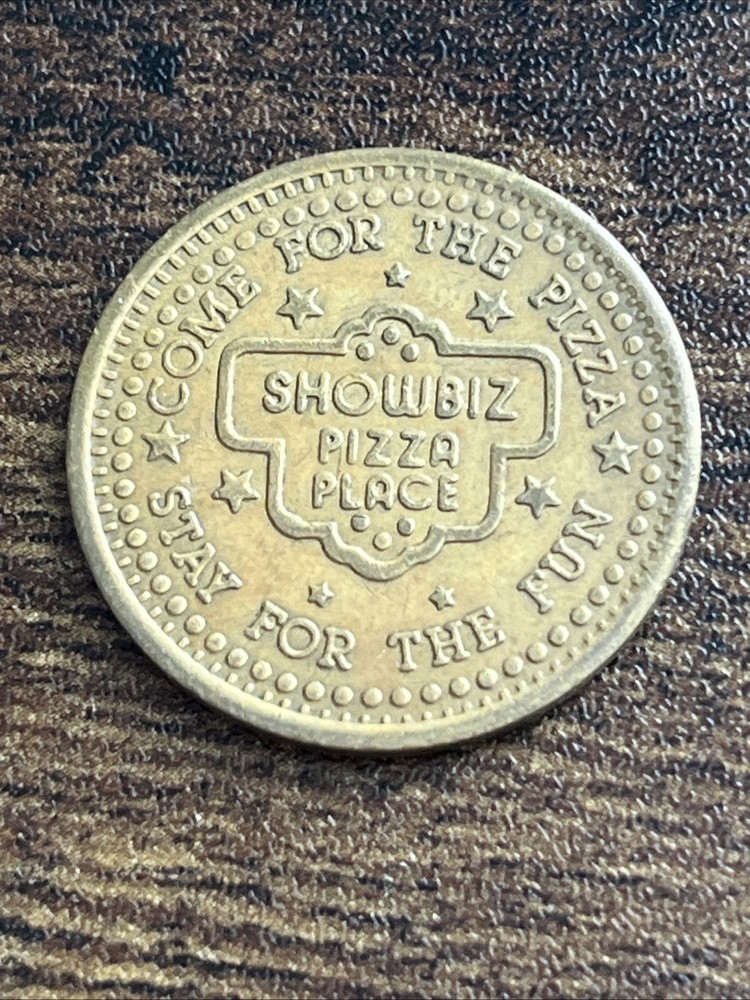 COME FOR THE PIZZA
SHOWBIZ
PIZZA
PLACE
STAY FOR THE FUN